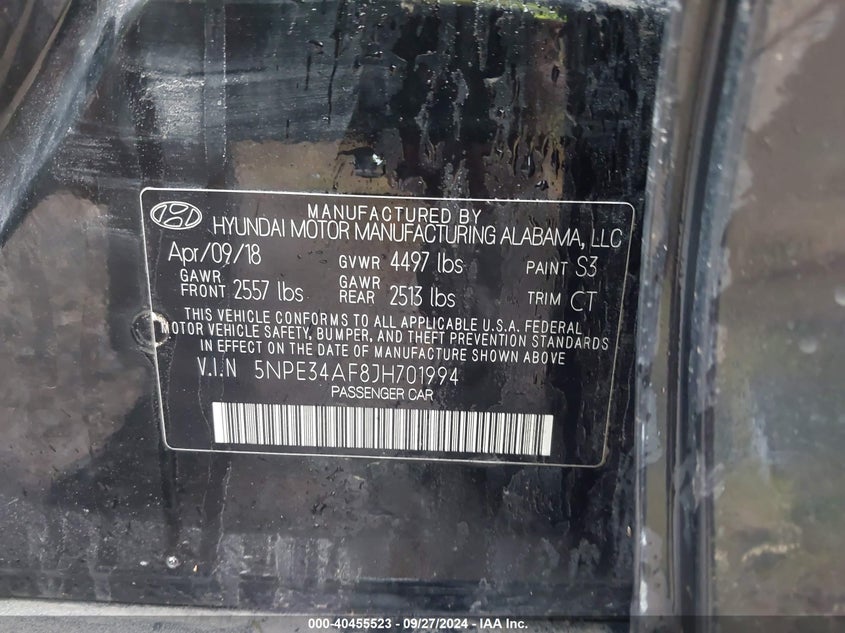 MANUFACTURED BY
HYUNDAI MOTOR MANUFACTURING ALABAMA, LLC
Apr/09/18 GVWR 4497 lbs PAINT S3
GAWR FRONT 2557 lbs GAWR REAR 2513 lbs TRIM CT
THIS VEHICLE CONFORMS TO ALL APPLICABLE U.S.A. FEDERAL
MOTOR VEHICLE SAFETY, BUMPER, AND THEFT PREVENTION STANDARDS
IN EFFECT ON THE DATE OF MANUFACTURE SHOWN ABOVE
V.I.N 5NPE34AF8JH701994
PASSENGER CAR
000-40455523 - 09/27/2024 - IAA Inc.